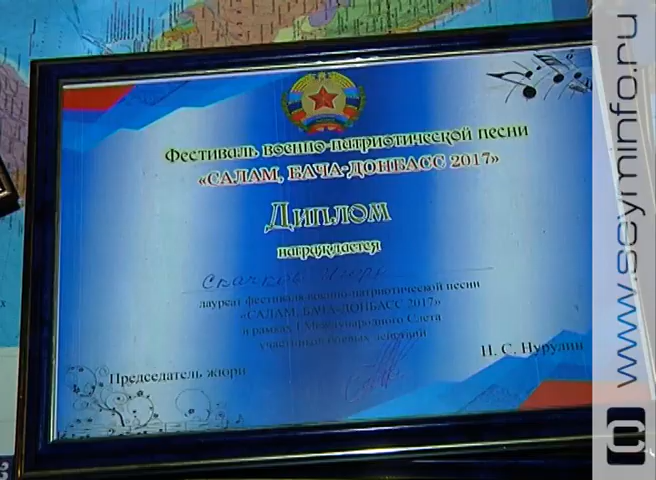 Фестиваль военно-патриотической песни
«САЛАМ, БАЧА-ДОНБАСС 2017»
Диплом
награждается
Скачков
лауреат фестиваля военно-патриотической песни
«САЛАМ, БАЧА-ДОНБАСС 2017»
в рамках I Международного Слета
участников боевых действий
Председатель жюри
Н. С. Нурулин
www.seyminfo.ru